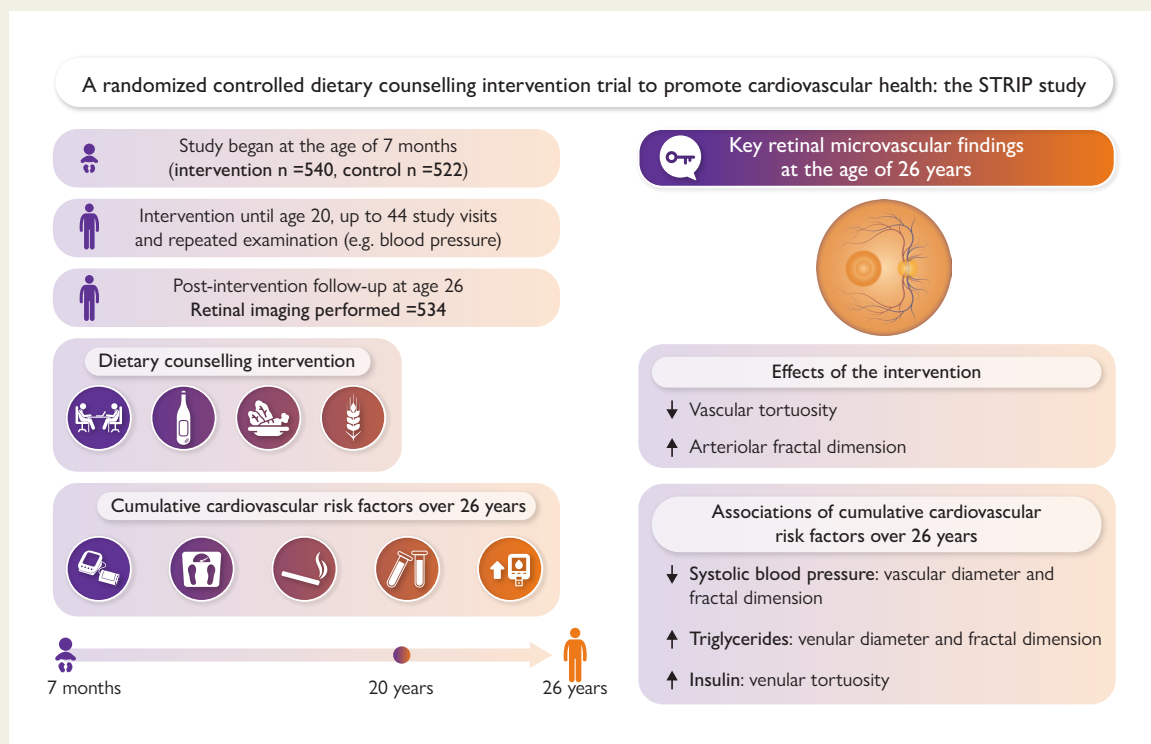 A randomized controlled dietary counselling intervention trial to promote cardiovascular health: the STRIP study
Study began at the age of 7 months
(intervention n =540, control n =522)
Intervention until age 20, up to 44 study visits
and repeated examination (e.g. blood pressure)
Post-intervention follow-up at age 26
Retinal imaging performed =534
Dietary counselling intervention
Cumulative cardiovascular risk factors over 26 years
7 months
20 years
26 years
Key retinal microvascular findings
at the age of 26 years
Effects of the intervention
↓ Vascular tortuosity
↑ Arteriolar fractal dimension
Associations of cumulative cardiovascular
risk factors over 26 years
↓ Systolic blood pressure: vascular diameter and
fractal dimension
↑ Triglycerides: venular diameter and fractal dimension
↑ Insulin: venular tortuosity